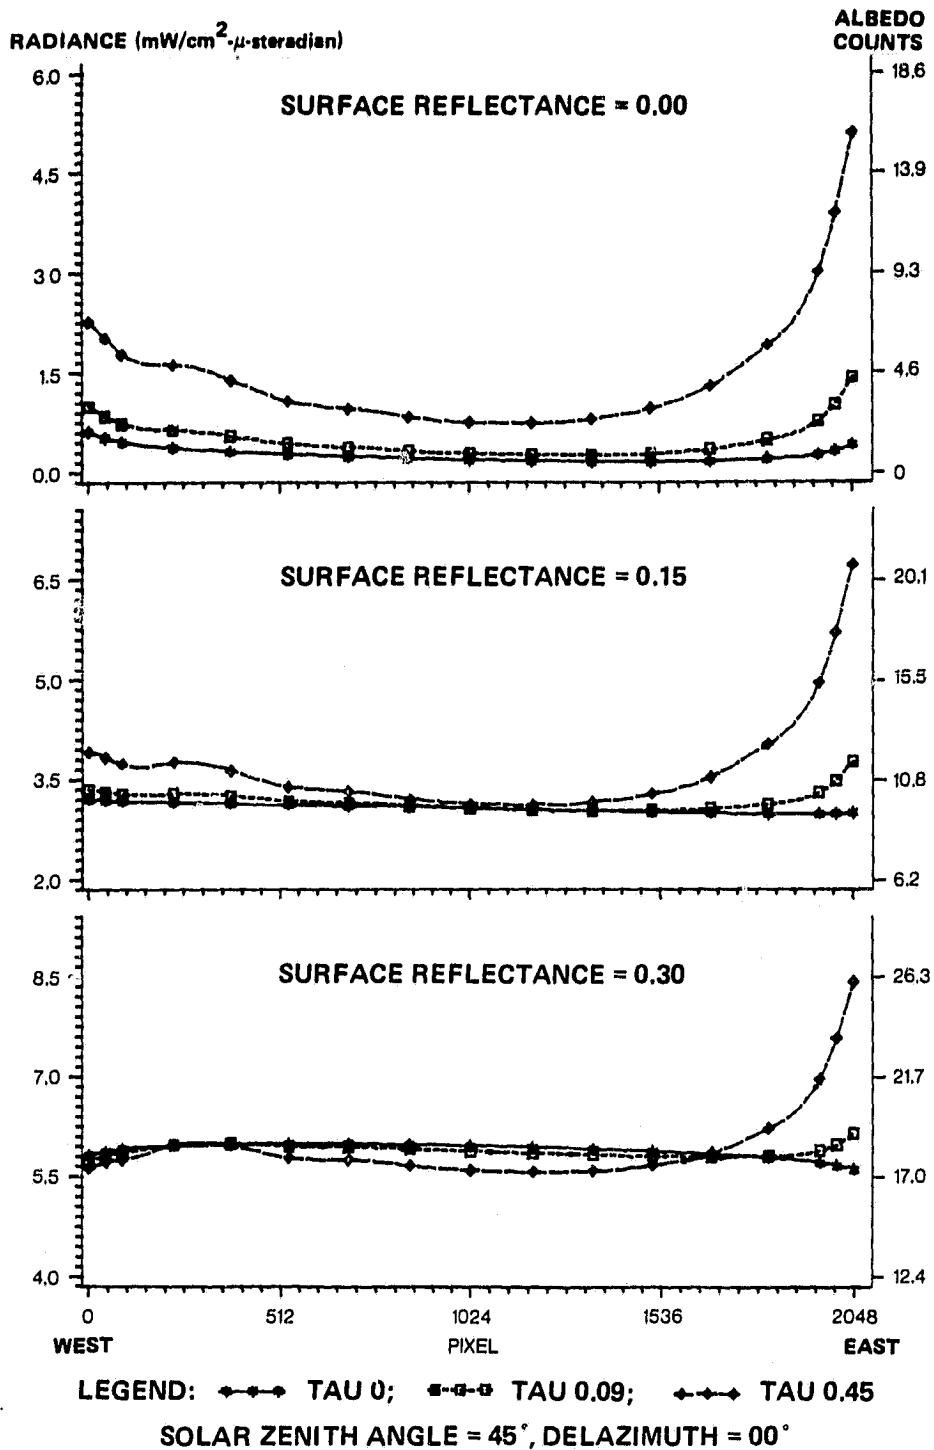 RADIANCE (mW/cm2-μ-steradian)
ALBEDO
COUNTS
SURFACE REFLECTANCE = 0.00
6.0
4.5
3.0
1.5
0.0
18.6
13.9
9.3
4.6
0
SURFACE REFLECTANCE = 0.15
6.5
5.0
3.5
2.0
20.1
15.5
10.8
6.2
SURFACE REFLECTANCE = 0.30
8.5
7.0
5.5
4.0
26.3
21.7
17.0
12.4
0 512 1024 1536 2048
WEST PIXEL EAST
LEGEND: TAU 0; TAU 0.09; TAU 0.45
SOLAR ZENITH ANGLE = 45°, DELAZIMUTH = 00°